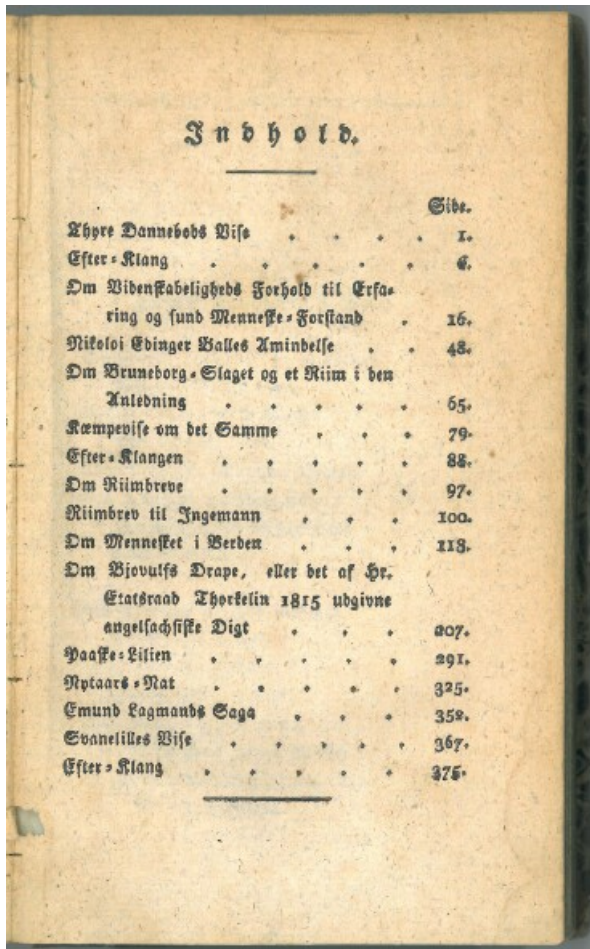 Indhold.
Side.
Thyre Dannebods Vise . . . . 1.
Efter-Klang . . . . . 6.
Om Videnskabeligheds Forhold til Erfa-
ring og sund Menneske-Forstand . 16.
Nikoloi Edinger Balles Amindelse . . 48.
Om Bruneborg-Slaget og et Riim i den
Anledning . . . . . 65.
Kæmpevise om det Samme . . . 79.
Efter-Klangen . . . . . 88.
Om Riimbreve . . . . . 97.
Riimbrev til Ingemann . . . 100.
Om Mennesket i Verden . . . 118.
Om Bjovulfs Drape, eller det af Hr.
Etatsraad Thorkelin 1815 udgivne
angelsachsiske Digt . . . 207.
Paaske-Lilien . . . . . 291.
Nytaars-Nat . . . . . 325.
Emund Lagmands Saga . . . 352.
Svanelilles Vise . . . . . 367.
Efter-Klang . . . . . 375.